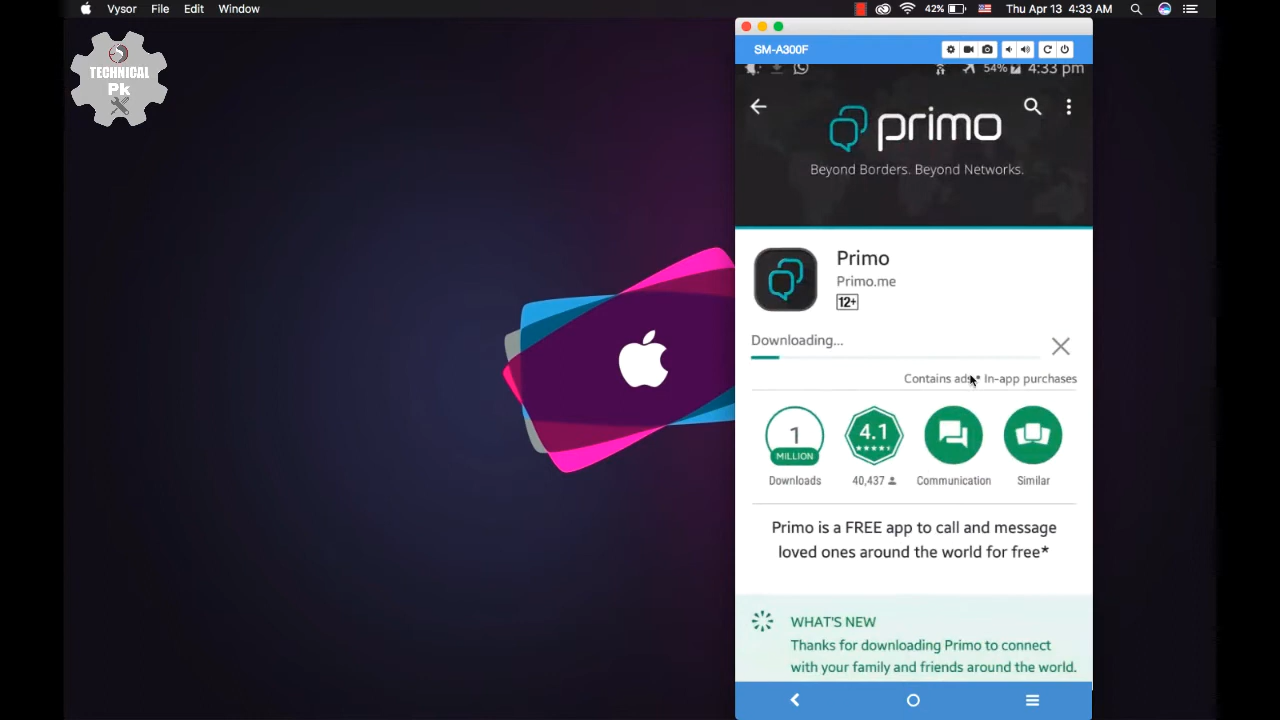 Vysor File Edit Window
42% Thu Apr 13 4:33 AM
TECHNICAL
Pk
SM-A300F
54% 4:33 pm
primo
Beyond Borders. Beyond Networks.
Primo
Primo.me
12+
Downloading...
Contains ads • In-app purchases
1
MILLION
Downloads
4.1
40,437
Communication
Similar
Primo is a FREE app to call and message
loved ones around the world for free*
WHAT'S NEW
Thanks for downloading Primo to connect
with your family and friends around the world.